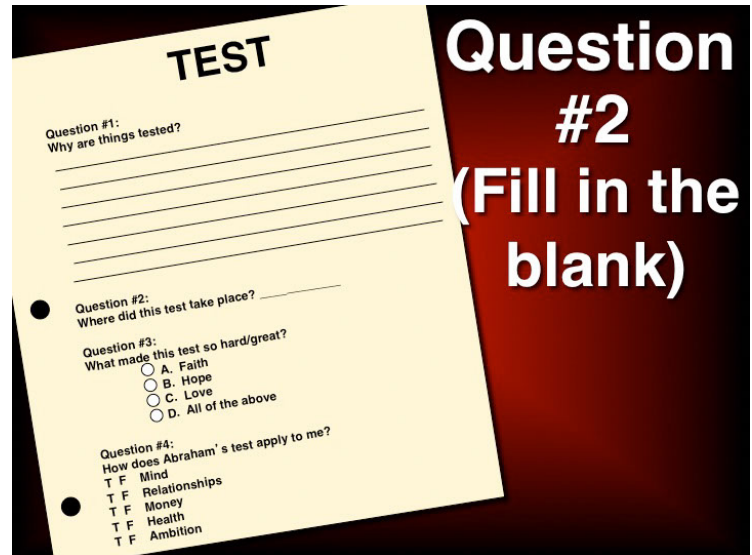 TEST
Question #1:
Why are things tested?
Question #2:
Where did this test take place? ____________
Question #3:
What made this test so hard/great?
A. Faith
B. Hope
C. Love
D. All of the above
Question #4:
How does Abraham's test apply to me?
T F Mind
T F Relationships
T F Money
T F Health
T F Ambition
Question
#2
(Fill in the
blank)